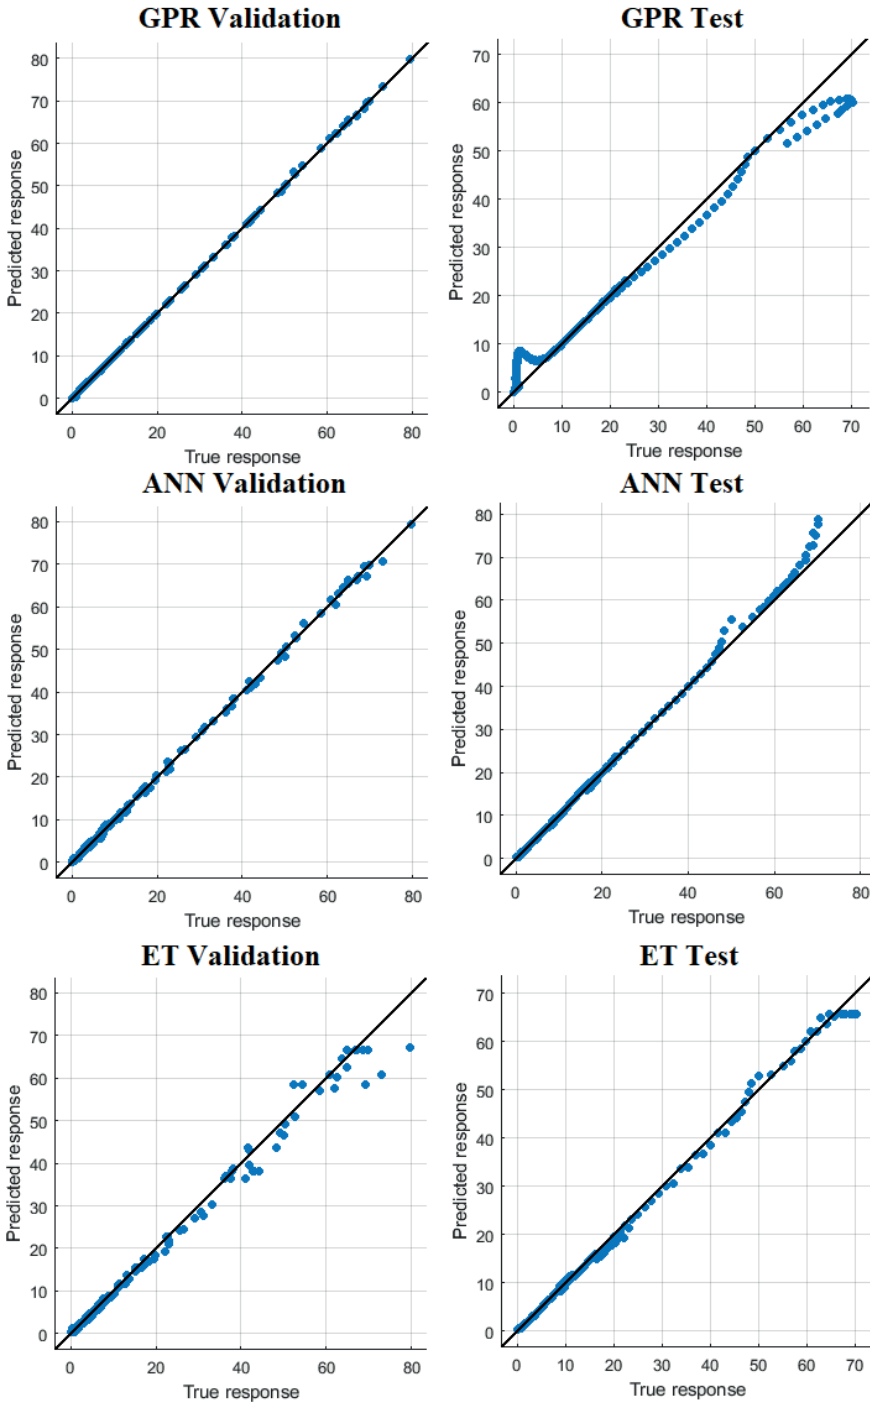 GPR Validation
GPR Test
80
70
60
50
40
30
20
10
0
Predicted response
0 20 40 60 80
True response
70
60
50
40
30
20
10
0
Predicted response
0 10 20 30 40 50 60 70
True response
ANN Validation
ANN Test
80
70
60
50
40
30
20
10
0
Predicted response
0 20 40 60 80
True response
80
70
60
50
40
30
20
10
0
Predicted response
0 20 40 60 80
True response
ET Validation
ET Test
80
70
60
50
40
30
20
10
0
Predicted response
0 20 40 60 80
True response
70
60
50
40
30
20
10
0
Predicted response
0 10 20 30 40 50 60 70
True response